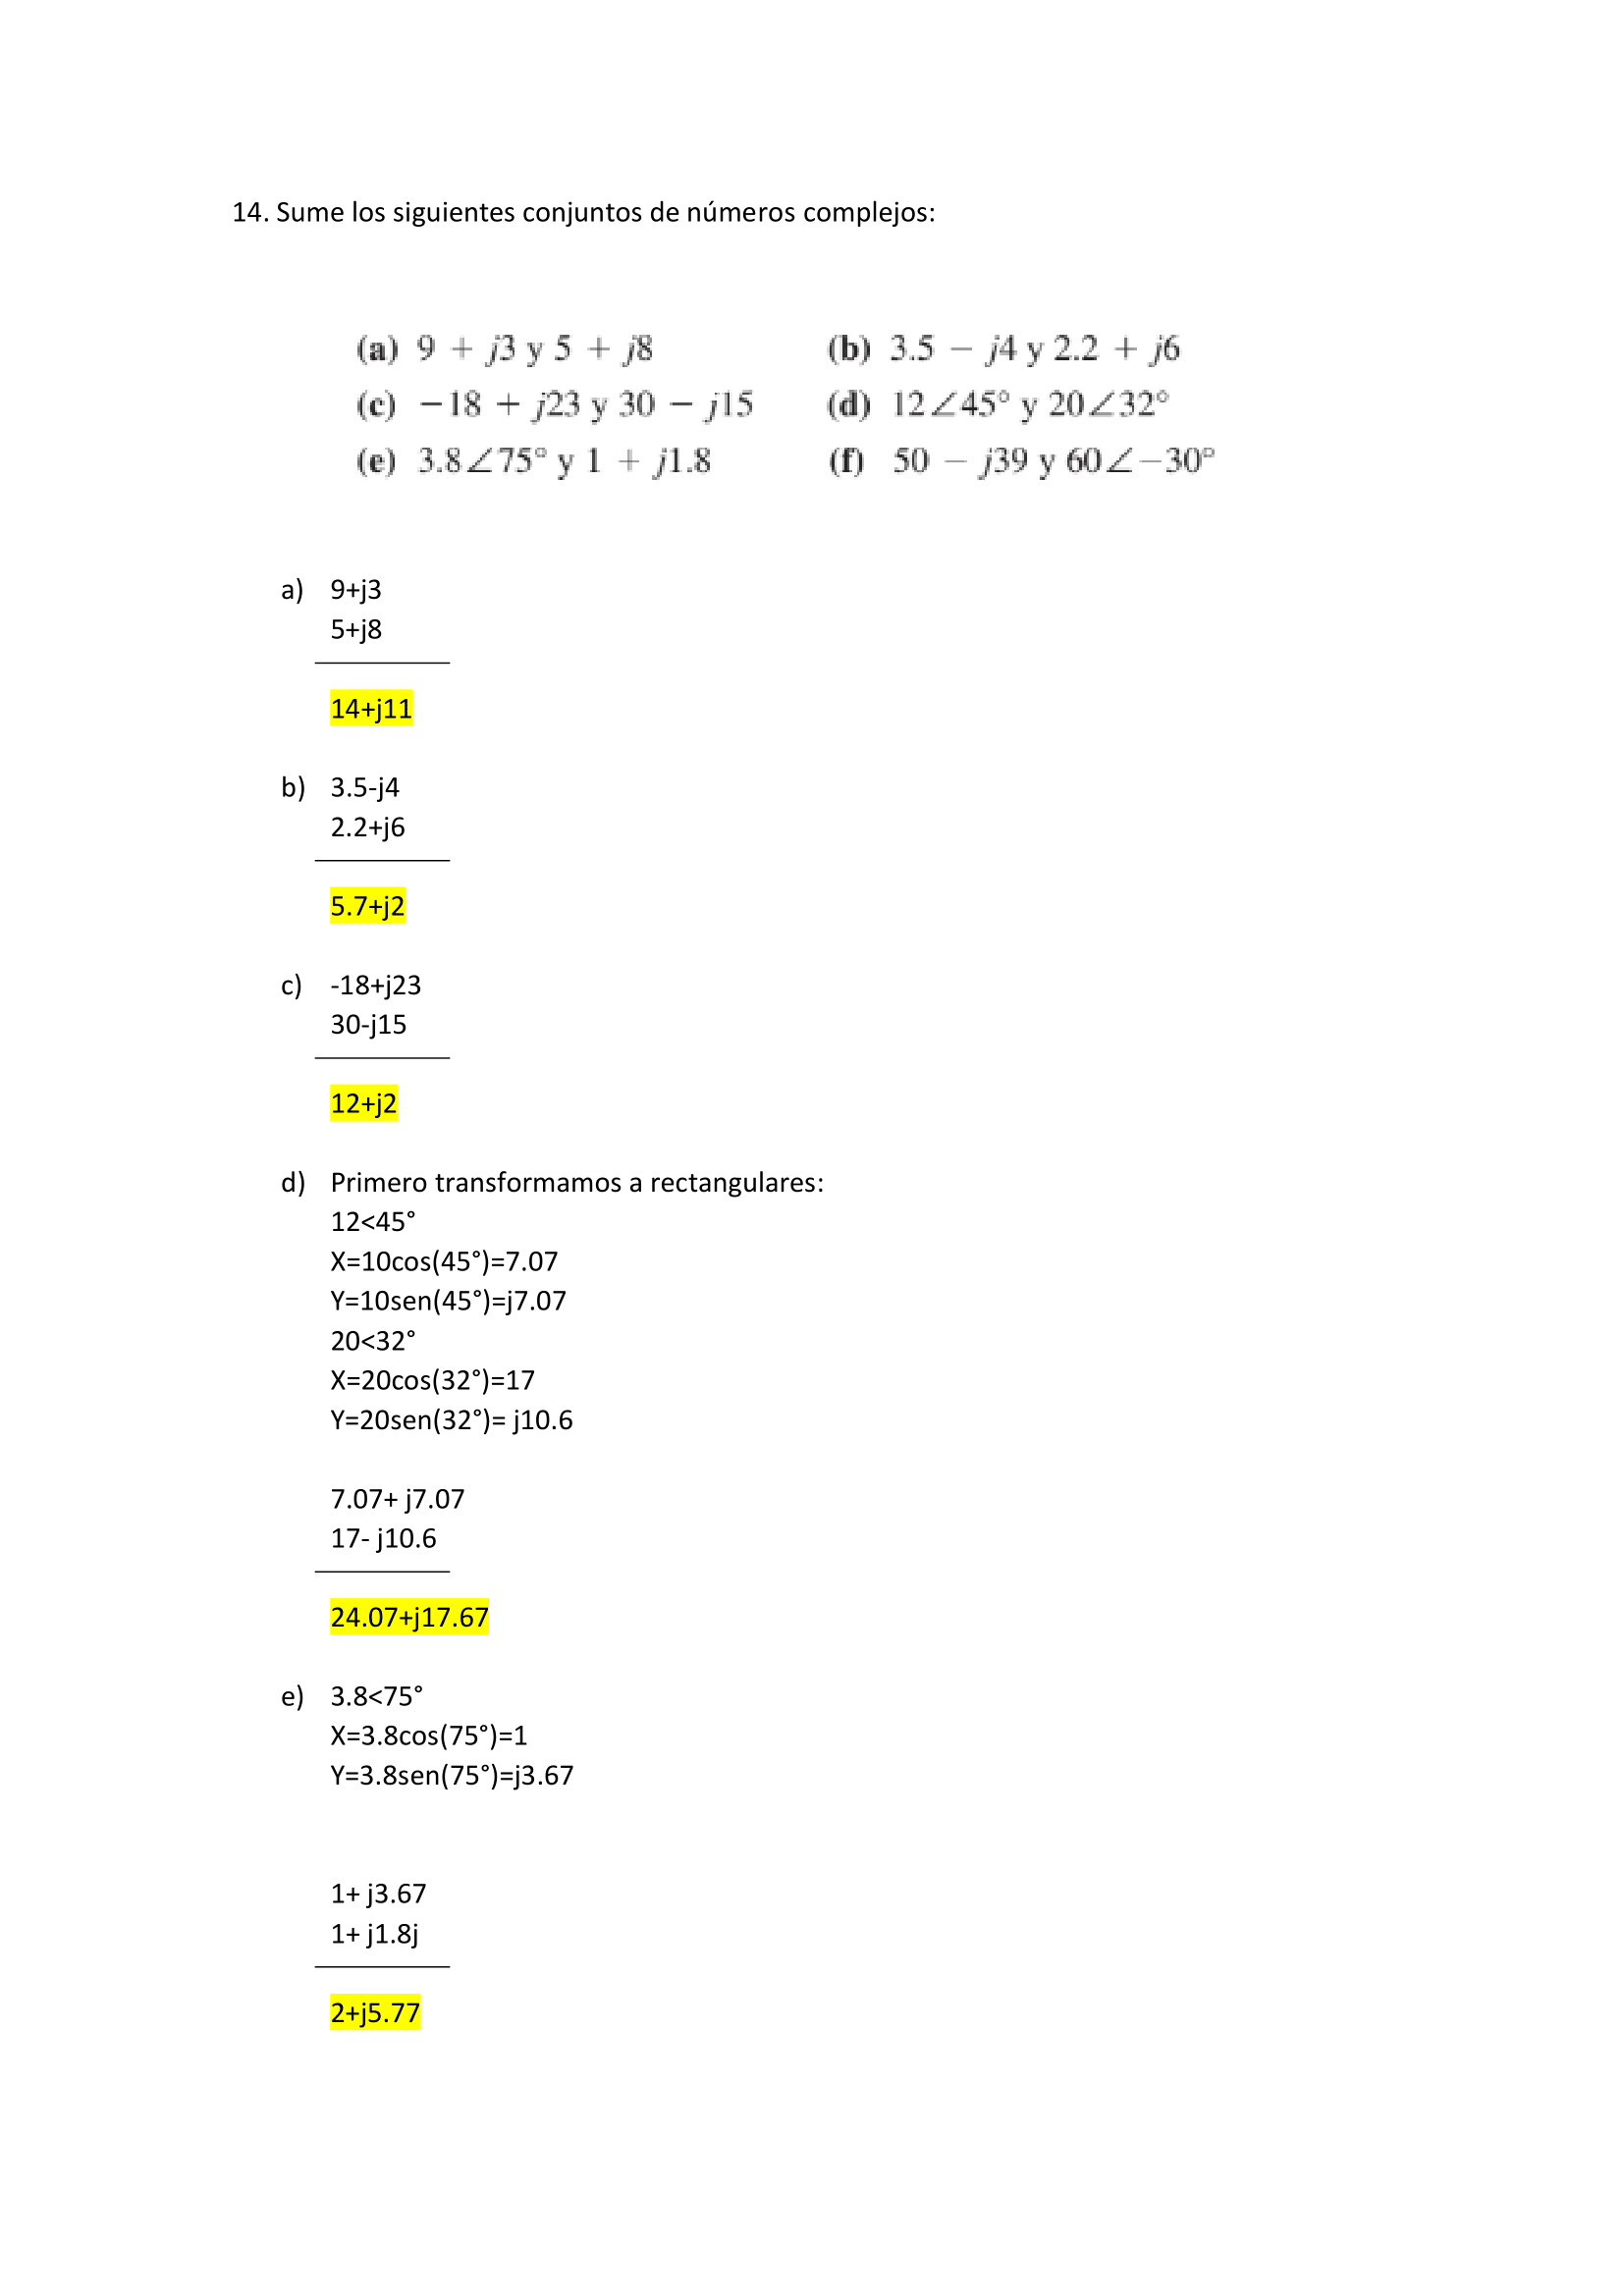 14. Sume los siguientes conjuntos de números complejos:
(a) 9 + j3 y 5 + j8 (b) 3.5 − j4 y 2.2 + j6
(c) −18 + j23 y 30 − j15 (d) 12∠45° y 20∠32°
(e) 3.8∠75° y 1 + j1.8 (f) 50 − j39 y 60∠−30°
a) 9+j3
5+j8
14+j11
b) 3.5-j4
2.2+j6
5.7+j2
c) -18+j23
30-j15
12+j2
d) Primero transformamos a rectangulares:
12<45°
X=10cos(45°)=7.07
Y=10sen(45°)=j7.07
20<32°
X=20cos(32°)=17
Y=20sen(32°)= j10.6
7.07+ j7.07
17- j10.6
24.07+j17.67
e) 3.8<75°
X=3.8cos(75°)=1
Y=3.8sen(75°)=j3.67
1+ j3.67
1+ j1.8j
2+j5.77